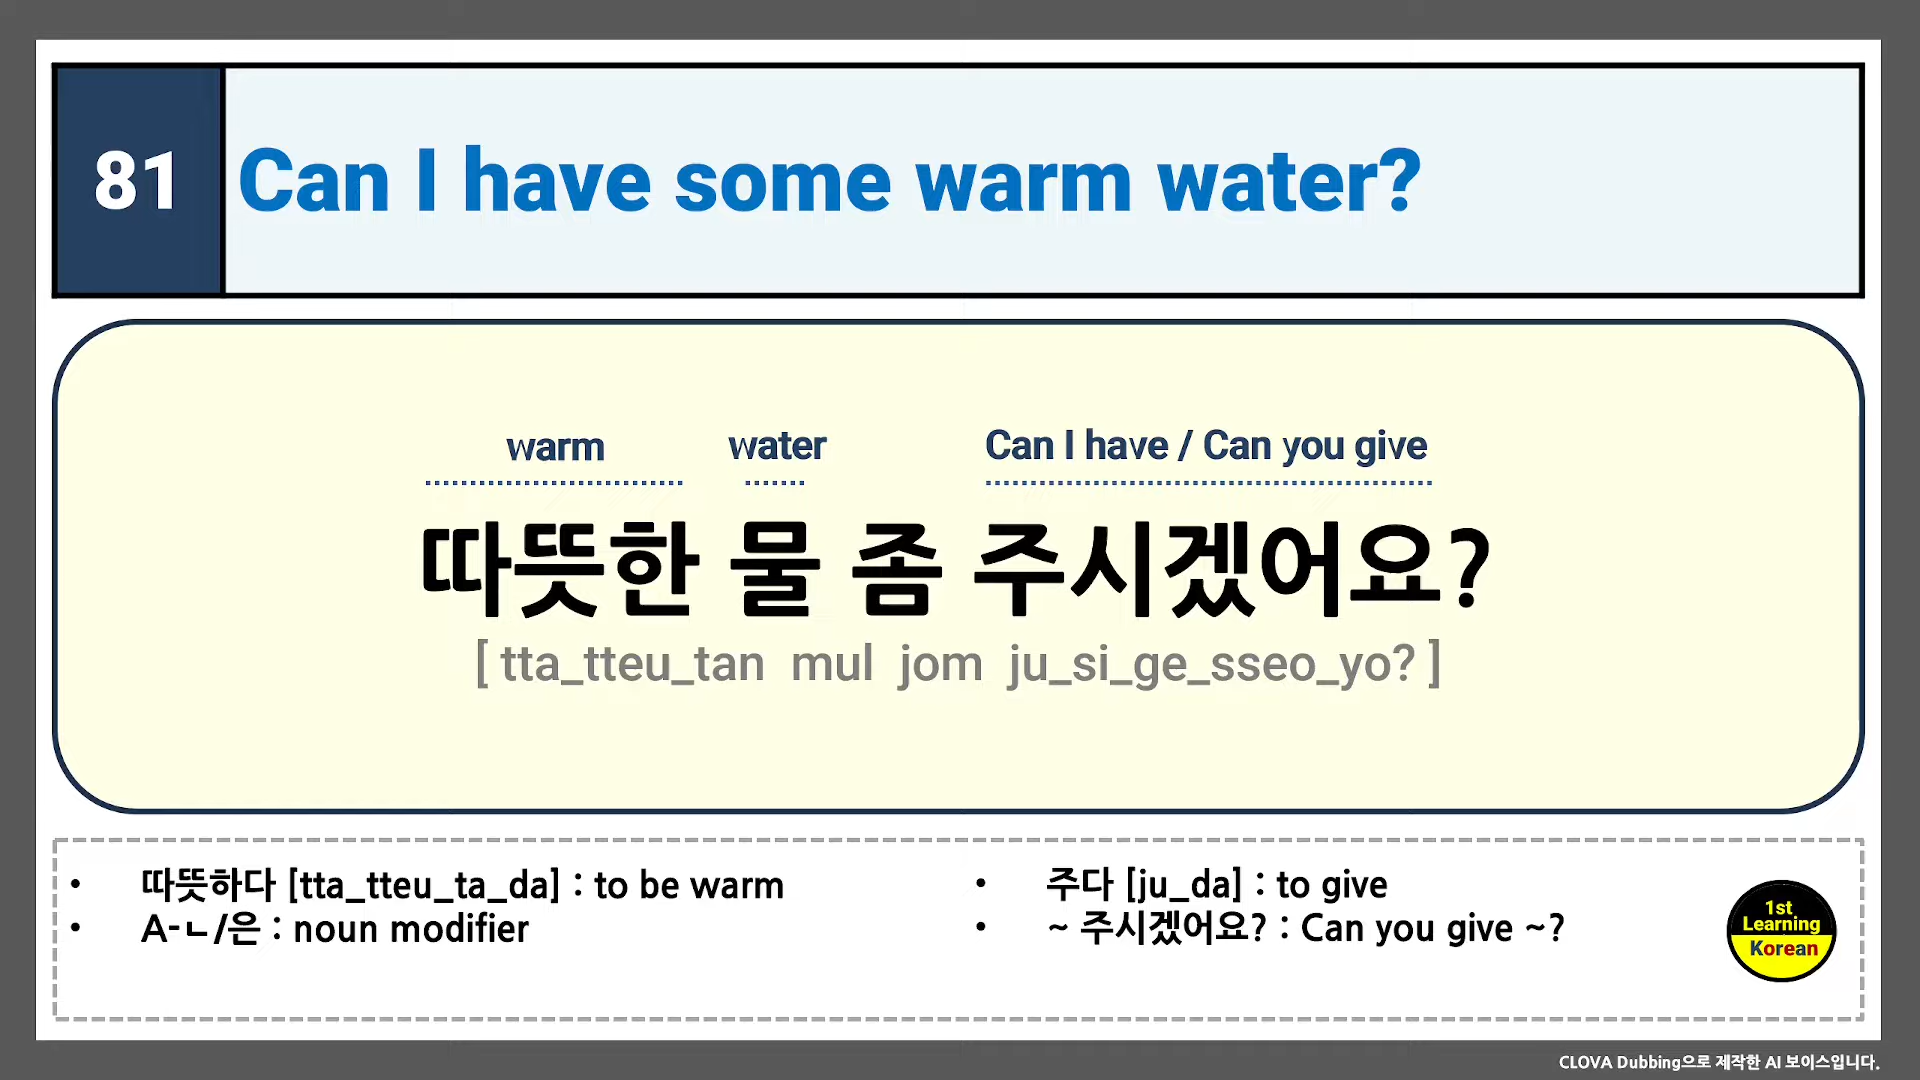 81
Can I have some warm water?
warm water Can I have / Can you give
따뜻한 물 좀 주시겠어요?
[ tta_tteu_tan mul jom ju_si_ge_sseo_yo? ]
• 따뜻하다 [tta_tteu_ta_da] : to be warm
• A-ㄴ/은 : noun modifier
• 주다 [ju_da] : to give
• ~ 주시겠어요? : Can you give ~?
1st
Learning
Korean
CLOVA Dubbing으로 제작한 AI 보이스입니다.